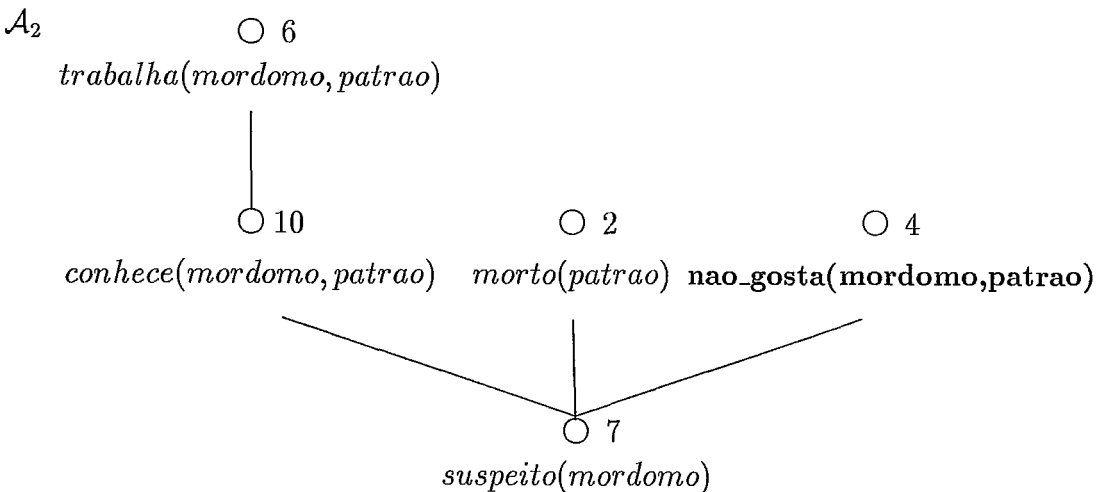 𝒜₂
6
trabalha(mordomo, patrao)
10 2 4
conhece(mordomo, patrao) morto(patrao) nao_gosta(mordomo,patrao)
7
suspeito(mordomo)